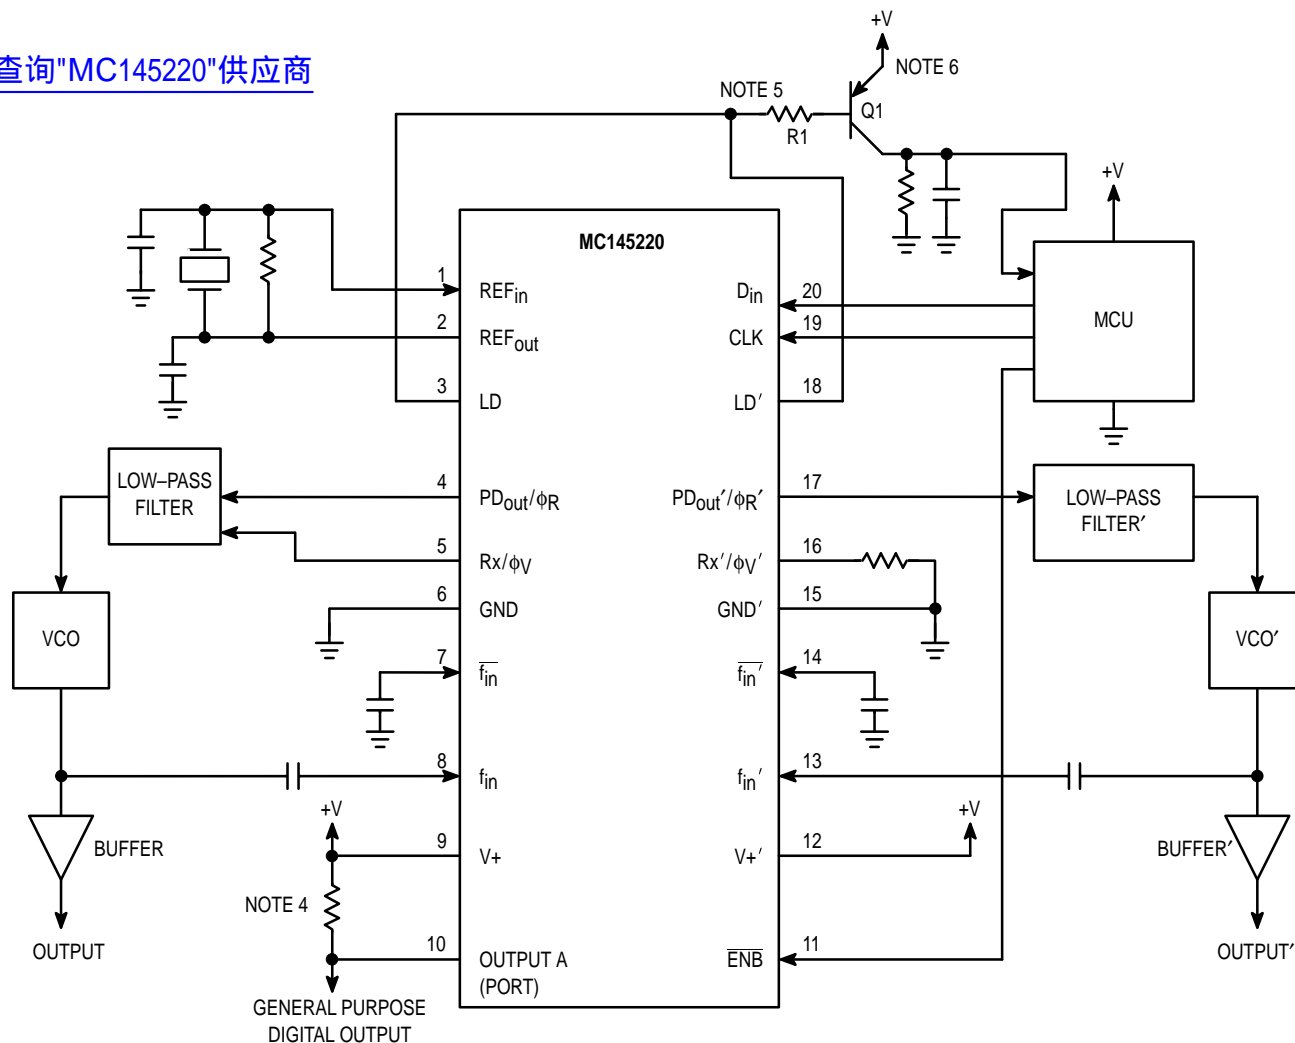 查询"MC145220"供应商
+V
NOTE 6
NOTE 5
Q1
R1
+V
MC145220
1
REFin
Din
20
MCU
2
REFout
CLK
19
3
LD
LD′
18
LOW–PASS
FILTER
4
PDout/ϕR
PDout′/ϕR′
17
LOW–PASS
FILTER′
5
Rx/ϕV
Rx′/ϕV′
16
6
GND
GND′
15
VCO
VCO′
7
fin
fin′
14
8
fin
fin′
13
+V
+V
BUFFER
9
V+
V+′
12
BUFFER′
NOTE 4
OUTPUT
10
OUTPUT A
(PORT)
ENB
11
OUTPUT′
GENERAL PURPOSE
DIGITAL OUTPUT